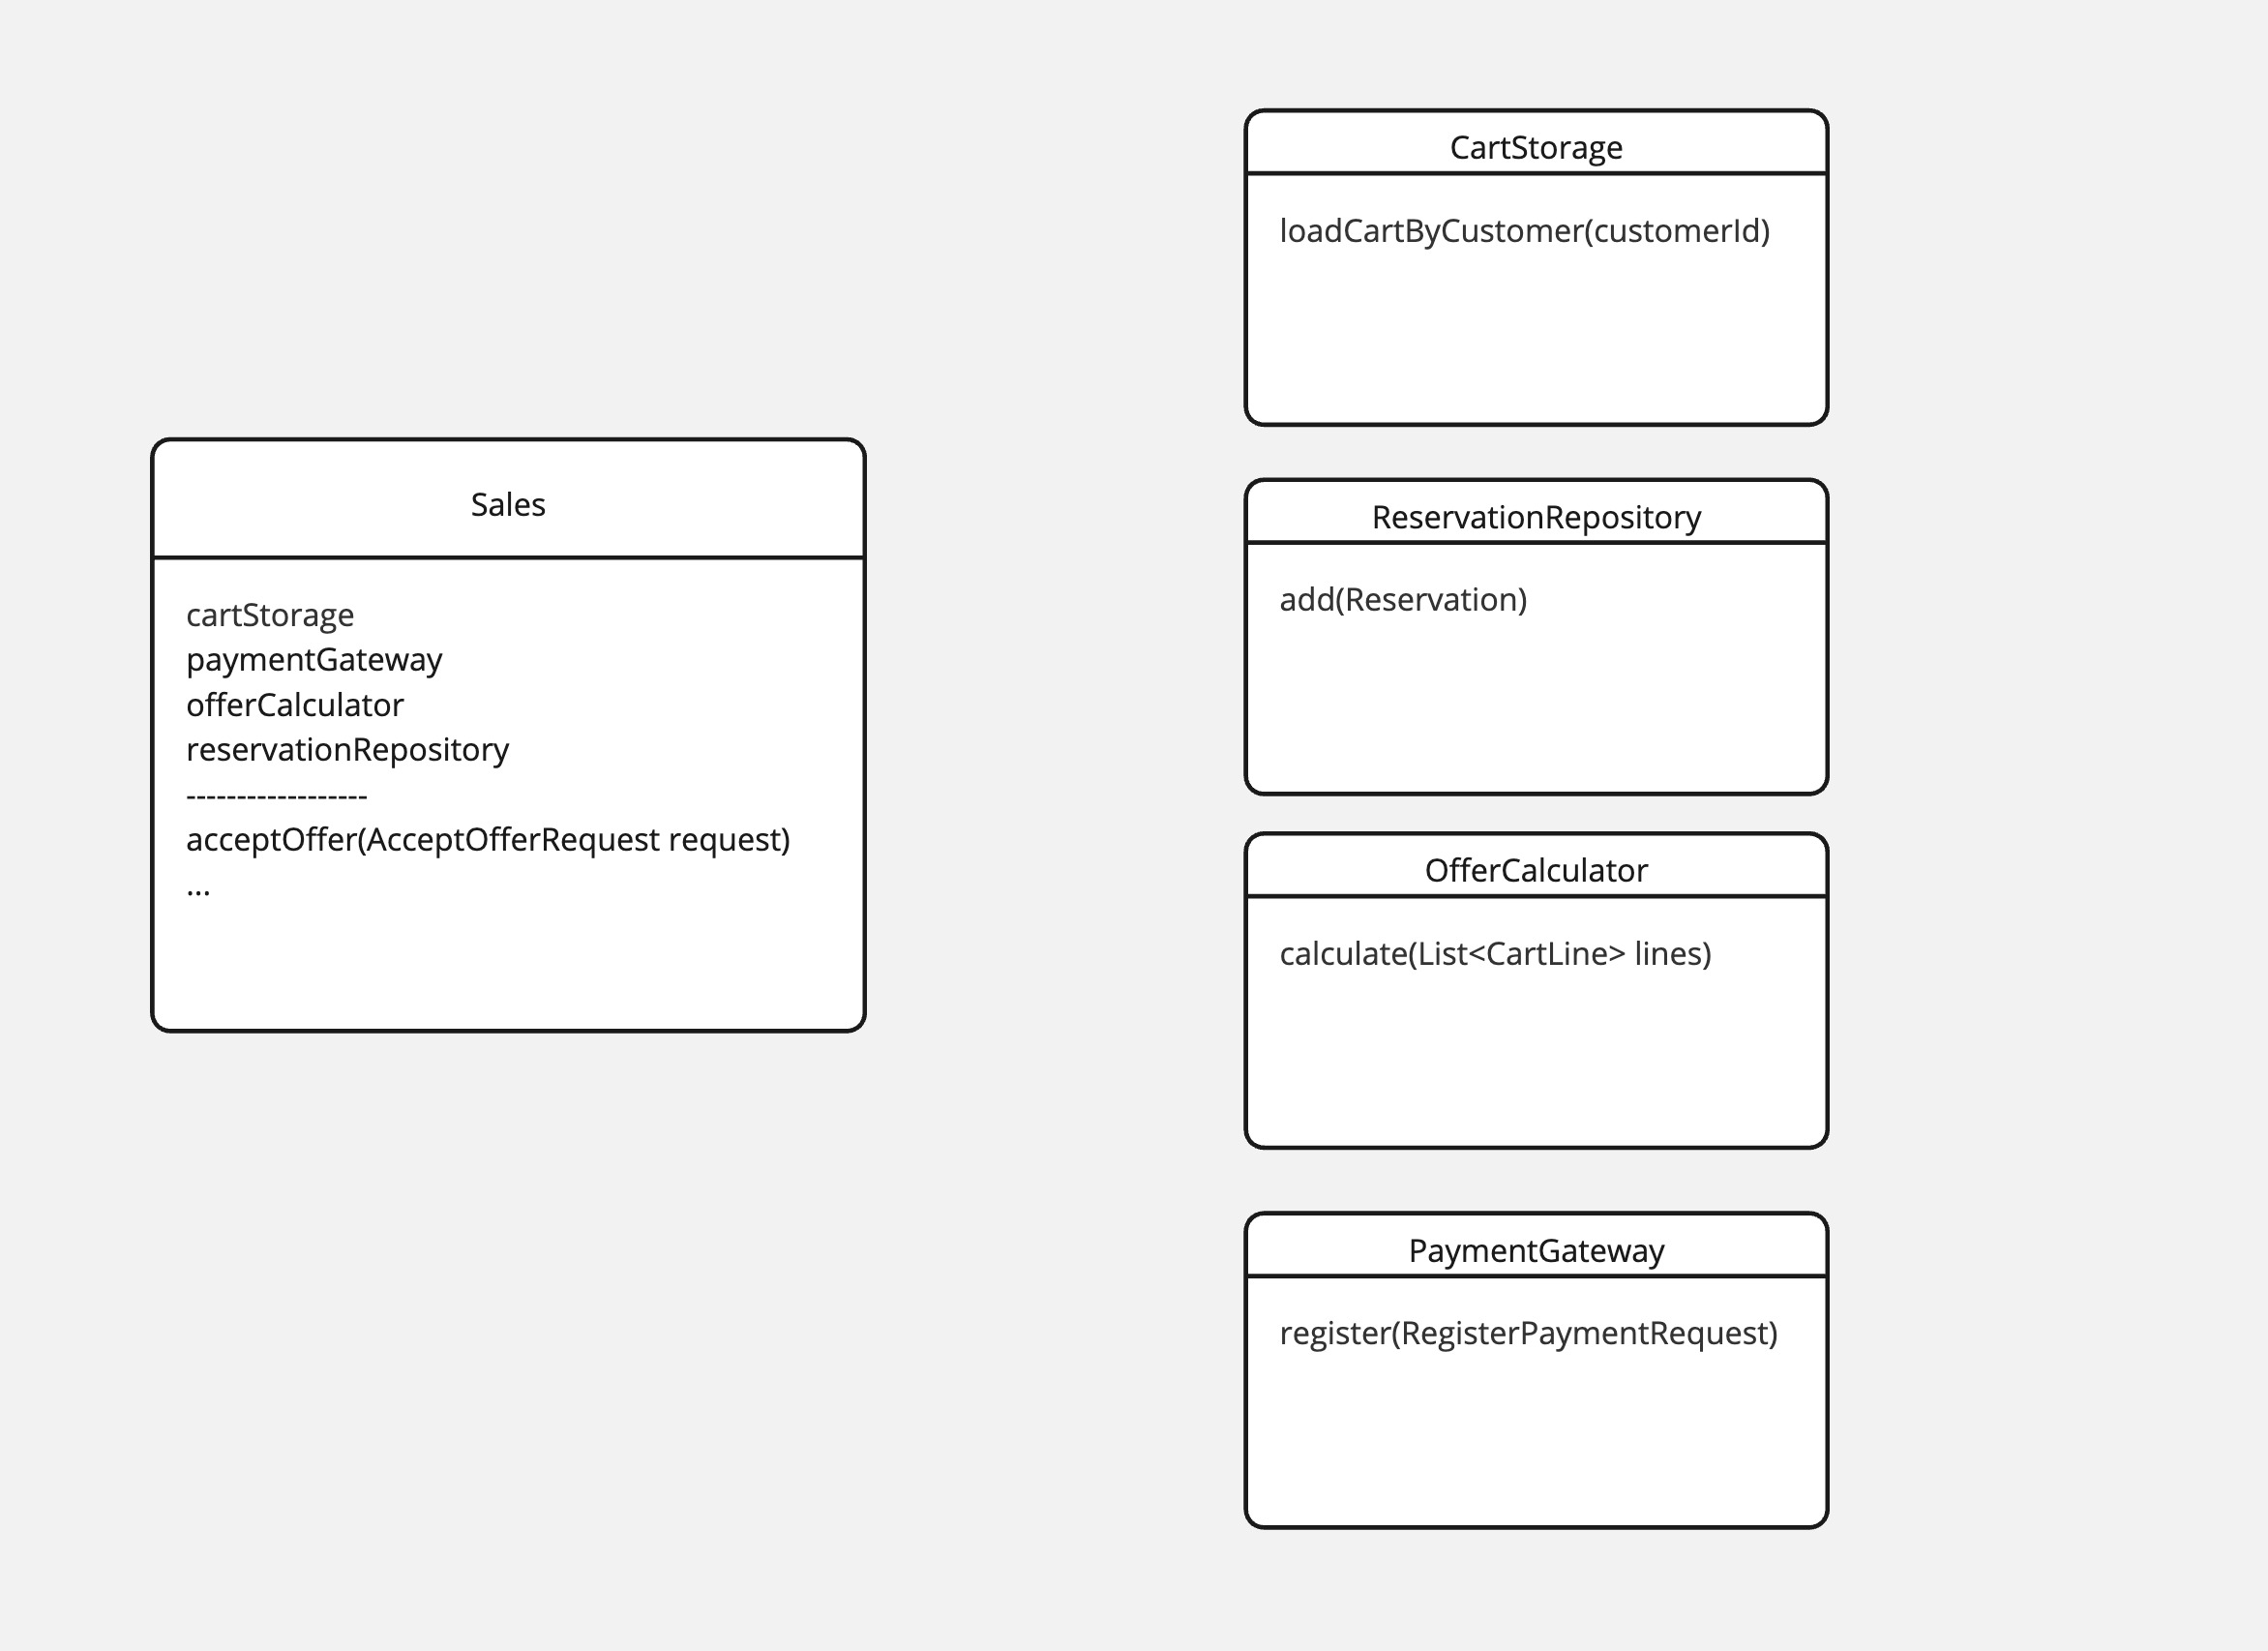 Sales
cartStorage
paymentGateway
offerCalculator
reservationRepository
------------------
acceptOffer(AcceptOfferRequest request)
...
CartStorage
loadCartByCustomer(customerId)
ReservationRepository
add(Reservation)
OfferCalculator
calculate(List<CartLine> lines)
PaymentGateway
register(RegisterPaymentRequest)